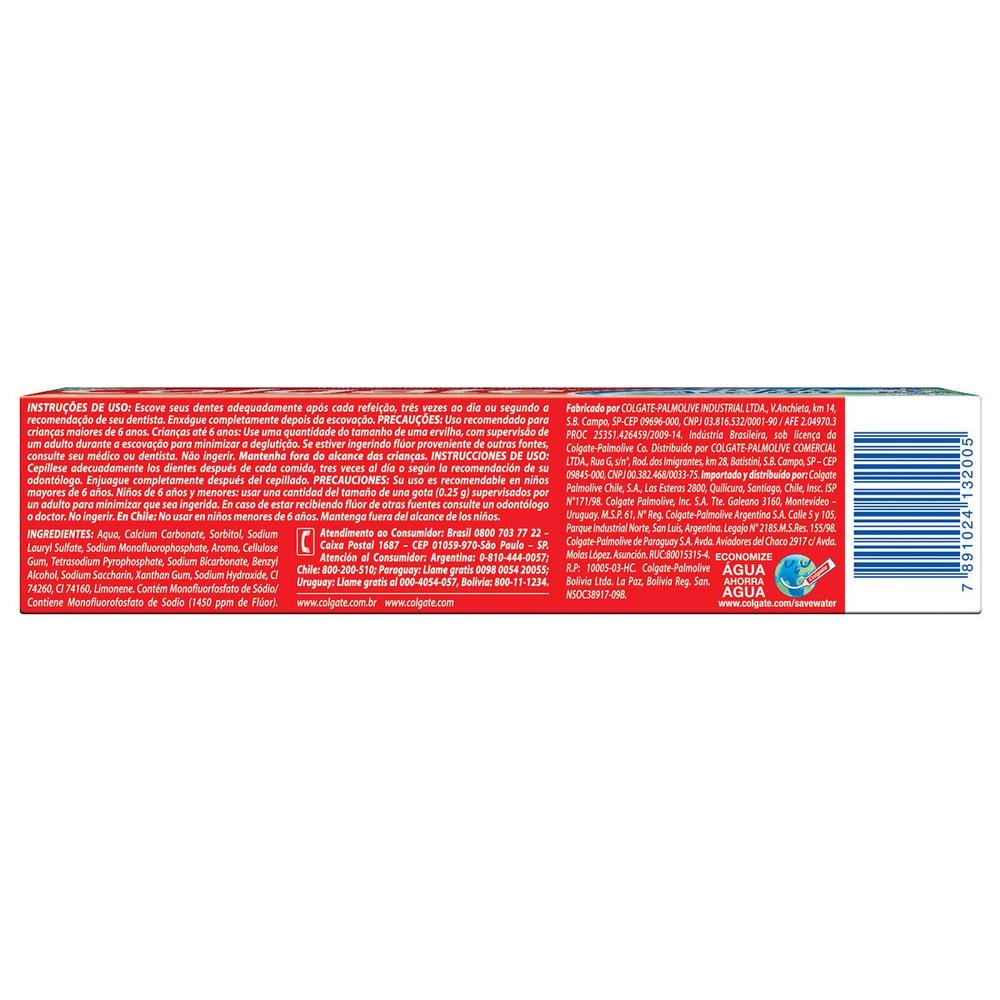 INSTRUÇÕES DE USO: Escove seus dentes adequadamente após cada refeição, três vezes ao dia ou segundo a
recomendação de seu dentista. Enxágue completamente depois da escovação. PRECAUÇÕES: Uso recomendado para
crianças maiores de 6 anos. Crianças até 6 anos: Use uma quantidade do tamanho de uma ervilha, com supervisão de
um adulto durante a escovação para minimizar a deglutição. Se estiver ingerindo flúor proveniente de outras fontes,
consulte seu médico ou dentista. Não ingerir. Mantenha fora do alcance das crianças. INSTRUCCIONES DE USO:
Cepíllese adecuadamente los dientes después de cada comida, tres veces al día o según la recomendación de su
odontólogo. Enjuague completamente después del cepillado. PRECAUCIONES: Su uso es recomendable en niños
mayores de 6 años. Niños de 6 años y menores: usar una cantidad del tamaño de una gota (0.25 g) supervisados por
un adulto para minimizar que sea ingerida. En caso de estar recibiendo flúor de otras fuentes consulte un odontólogo
o doctor. No ingerir. En Chile: No usar en niños menores de 6 años. Mantenga fuera del alcance de los niños.
INGREDIENTES: Aqua, Calcium Carbonate, Sorbitol, Sodium
Lauryl Sulfate, Sodium Monofluorophosphate, Aroma, Cellulose
Gum, Tetrasodium Pyrophosphate, Sodium Bicarbonate, Benzyl
Alcohol, Sodium Saccharin, Xanthan Gum, Sodium Hydroxide, CI
74260, CI 74160, Limonene. Contém Monofluorfosfato de Sódio/
Contiene Monofluorofosfato de Sodio (1450 ppm de Flúor).
Atendimento ao Consumidor: Brasil 0800 703 77 22 –
Caixa Postal 1687 – CEP 01059-970-São Paulo – SP.
Atención al Consumidor: Argentina: 0-810-444-0057;
Chile: 800-200-510; Paraguay: Llame gratis 0098 0054 20055;
Uruguay: Llame gratis al 000-4054-057, Bolivia: 800-11-1234.
www.colgate.com.br www.colgate.com
Fabricado por COLGATE-PALMOLIVE INDUSTRIAL LTDA., V.Anchieta, km 14,
S.B. Campo, SP-CEP 09696-000, CNPJ 03.816.532/0001-90 / AFE 2.04970.3
PROC 25351.426459/2009-14. Indústria Brasileira, sob licença da
Colgate-Palmolive Co. Distribuído por COLGATE-PALMOLIVE COMERCIAL
LTDA., Rua G, s/nº, Rod. dos Imigrantes, km 28, Batistini, S.B. Campo, SP – CEP
09845-000, CNPJ 00.382.468/0033-75. Importado y distribuido por: Colgate
Palmolive Chile, S.A., Las Esteras 2800, Quilicura, Santiago, Chile, Insc. ISP
Nº171/98. Colgate Palmolive, Inc. S.A. Tte. Galeano 3160, Montevideo –
Uruguay. M.S.P. 61, Nº Reg. Colgate-Palmolive Argentina S.A. Calle 5 y 105,
Parque Industrial Norte, San Luis, Argentina. Legajo Nº 2185.M.S.Res. 155/98.
Colgate-Palmolive de Paraguay S.A. Avda. Aviadores del Chaco 2917 c/ Avda.
Molas López. Asunción. RUC:80015315-4.
R.P: 10005-03-HC. Colgate-Palmolive
Bolivia Ltda. La Paz, Bolivia Reg. San.
NSOC38917-09B.
ECONOMIZE
ÁGUA
AHORRA
AGUA
Colgate
www.colgate.com/savewater
7 891024 132005